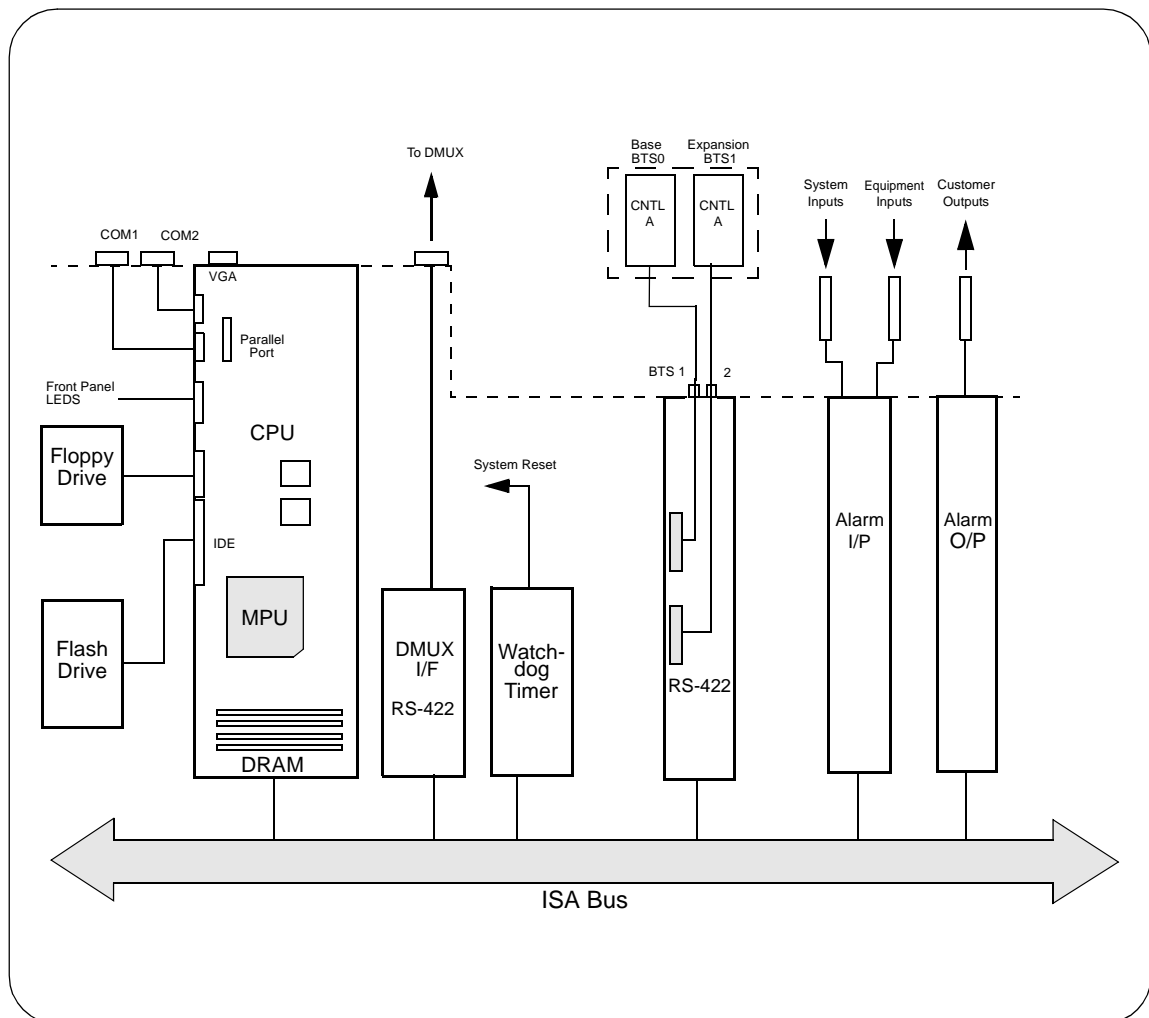 Base
BTS0
Expansion
BTS1
To DMUX
CNTL
A
CNTL
A
System
Inputs
Equipment
Inputs
Customer
Outputs
COM1
COM2
VGA
Parallel
Port
Front Panel
LEDS
BTS 1
2
CPU
Floppy
Drive
System Reset
IDE
Alarm
I/P
Alarm
O/P
MPU
Flash
Drive
DMUX
I/F
RS-422
Watch-
dog
Timer
RS-422
DRAM
ISA Bus